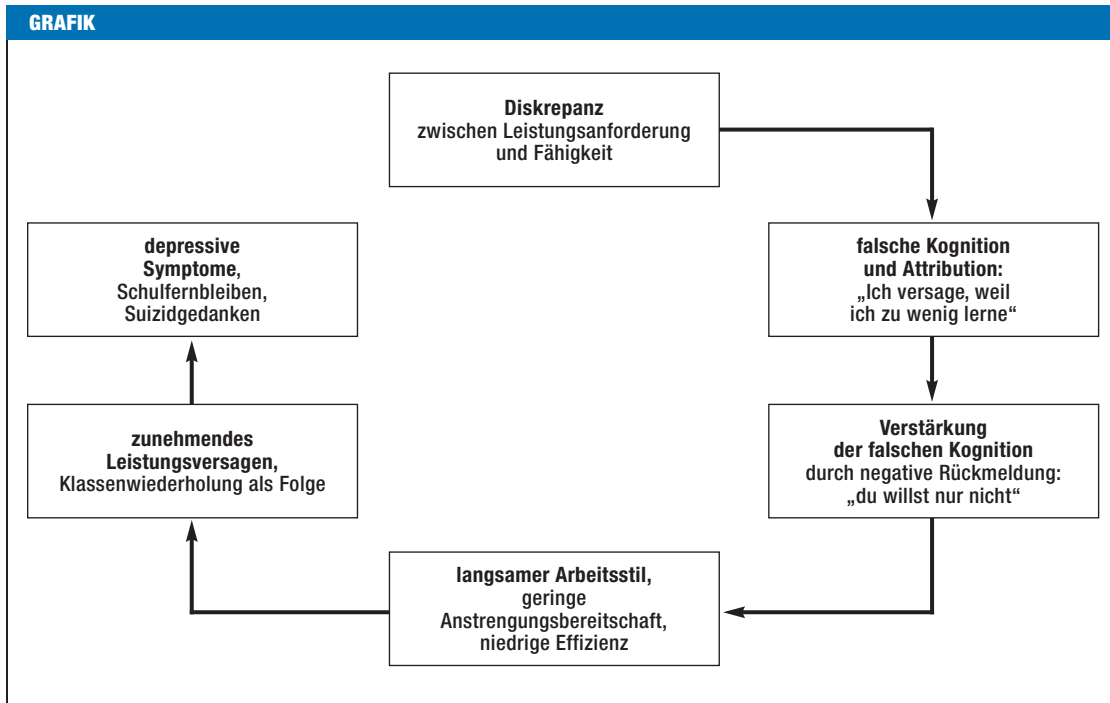 GRAFIK
Diskrepanz
zwischen Leistungsanforderung
und Fähigkeit
falsche Kognition
und Attribution:
„Ich versage, weil
ich zu wenig lerne“
Verstärkung
der falschen Kognition
durch negative Rückmeldung:
„du willst nur nicht“
langsamer Arbeitsstil,
geringe
Anstrengungsbereitschaft,
niedrige Effizienz
zunehmendes
Leistungsversagen,
Klassenwiederholung als Folge
depressive
Symptome,
Schulfernbleiben,
Suizidgedanken